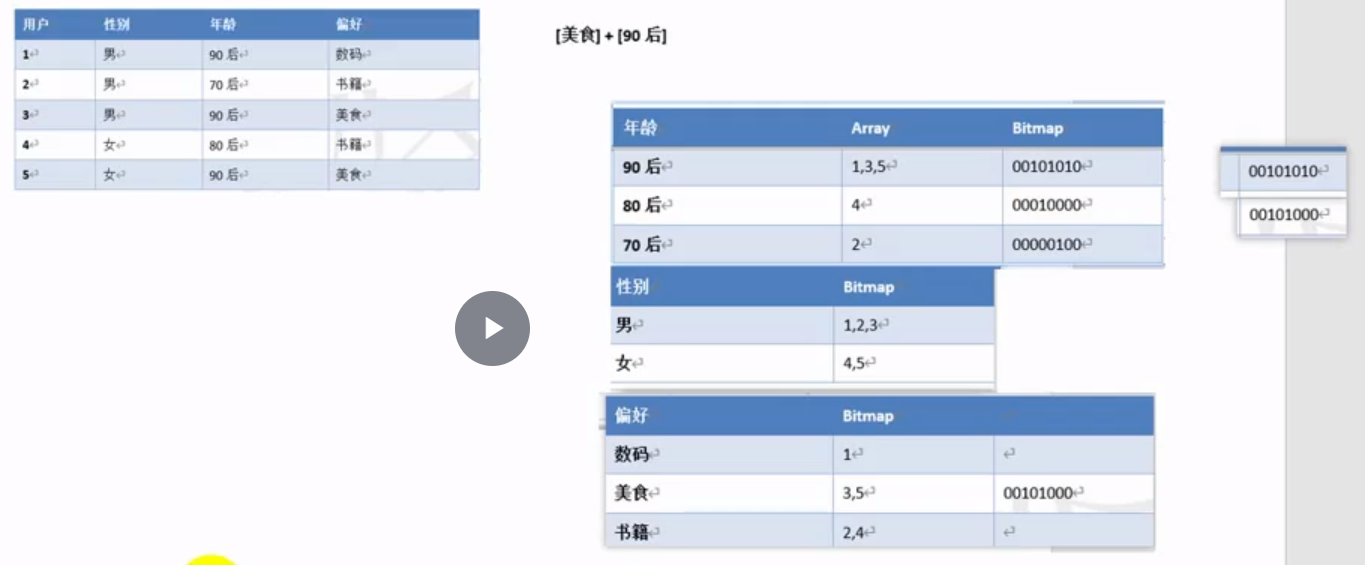 用户 性别 年龄 偏好
1 男 90 后 数码
2 男 70 后 书籍
3 男 90 后 美食
4 女 80 后 书籍
5 女 90 后 美食
[美食] + [90 后]
年龄 Array Bitmap
90 后 1,3,5 00101010
80 后 4 00010000
70 后 2 00000100
00101010
00101000
性别 Bitmap
男 1,2,3
女 4,5
偏好 Bitmap
数码 1
美食 3,5 00101000
书籍 2,4